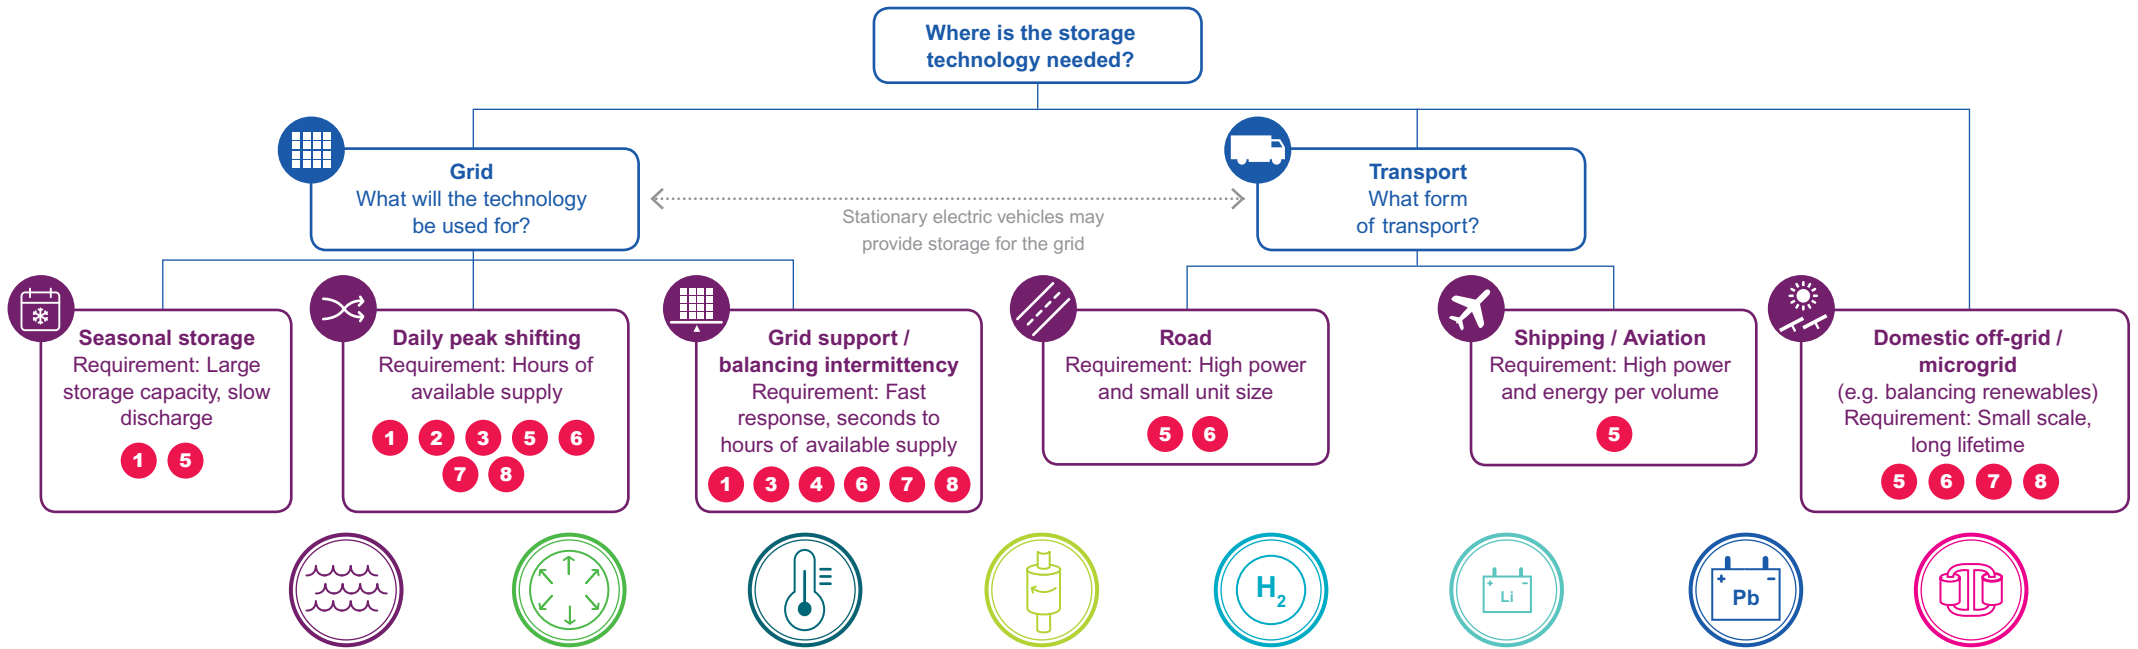 Where is the storage
technology needed?
Grid
What will the technology
be used for?
Stationary electric vehicles may
provide storage for the grid
Transport
What form
of transport?
Seasonal storage
Requirement: Large
storage capacity, slow
discharge
1 5
Daily peak shifting
Requirement: Hours of
available supply
1 2 3 5 6
7 8
Grid support /
balancing intermittency
Requirement: Fast
response, seconds to
hours of available supply
1 3 4 6 7 8
Road
Requirement: High power
and small unit size
5 6
Shipping / Aviation
Requirement: High power
and energy per volume
5
Domestic off-grid /
microgrid
(e.g. balancing renewables)
Requirement: Small scale,
long lifetime
5 6 7 8
H2
+ -
Li
+ -
Pb